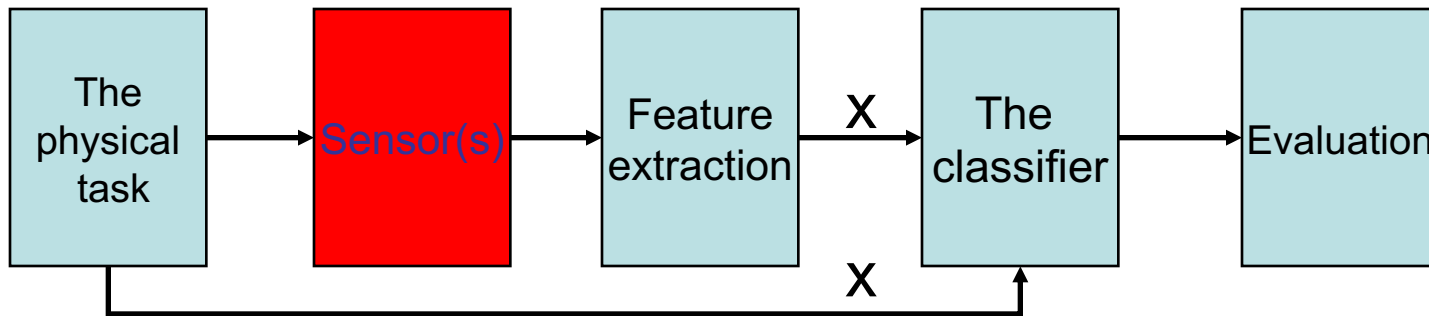 The
physical
task
Sensor(s)
Feature
extraction
X
The
classifier
Evaluation
X